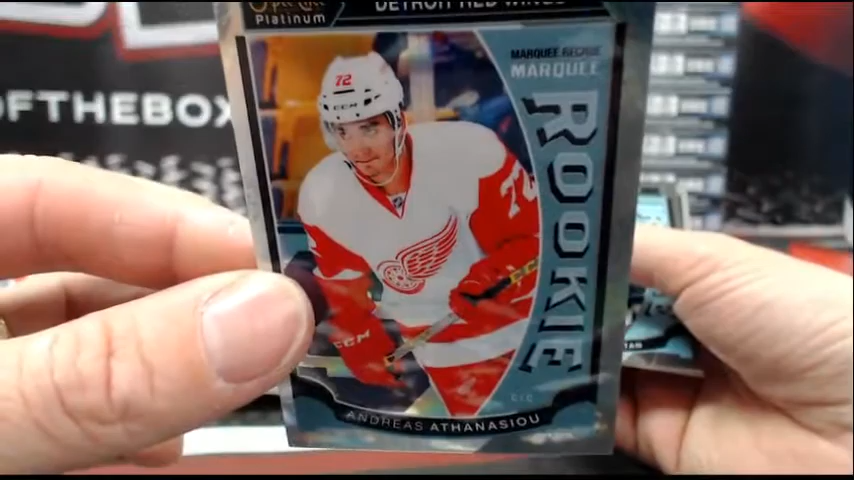 DETROIT RED WINGS
O-Pee-Chee
Platinum
MARQUEE RECRUE
MARQUEE
ROOKIE
72
CCM
72
CCM
C/C
ANDREAS ATHANASIOU
OFTHEBOX